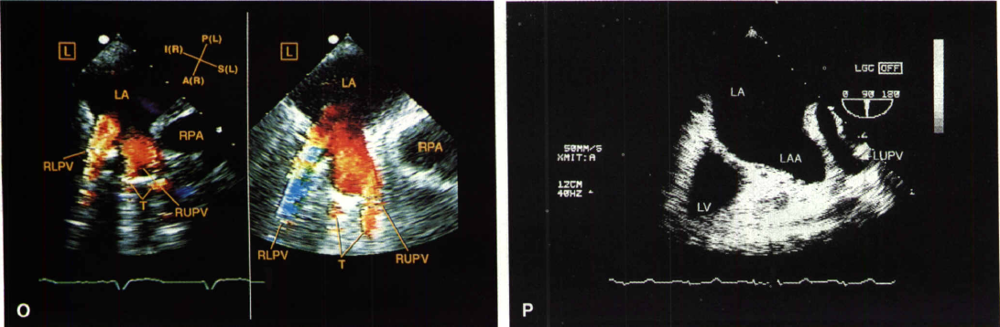 L
P(L)
I(R)
S(L)
A(R)
LA
RPA
RLPV
T
RUPV
O
L
LA
RPA
RLPV
T
RUPV
LGC OFF
0 90 180
LA
50MM/S
XMIT:A
LAA
LUPV
12CM
40HZ
LV
P